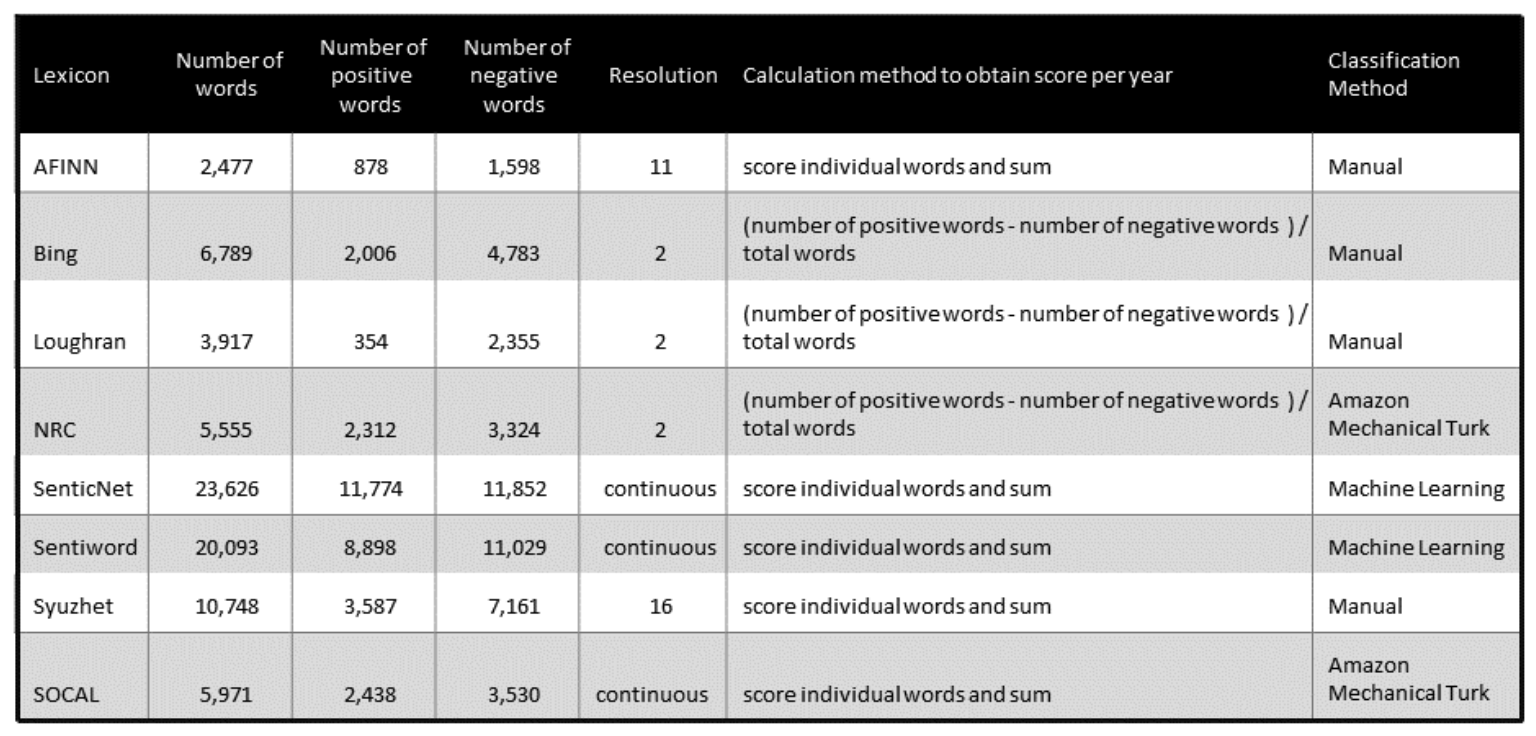 Lexicon Number of words Number of positive words Number of negative words Resolution Calculation method to obtain score per year Classification Method
AFINN 2,477 878 1,598 11 score individual words and sum Manual
Bing 6,789 2,006 4,783 2 (number of positive words - number of negative words ) / total words Manual
Loughran 3,917 354 2,355 2 (number of positive words - number of negative words ) / total words Manual
NRC 5,555 2,312 3,324 2 (number of positive words - number of negative words ) / total words Amazon Mechanical Turk
SenticNet 23,626 11,774 11,852 continuous score individual words and sum Machine Learning
Sentiword 20,093 8,898 11,029 continuous score individual words and sum Machine Learning
Syuzhet 10,748 3,587 7,161 16 score individual words and sum Manual
SOCAL 5,971 2,438 3,530 continuous score individual words and sum Amazon Mechanical Turk